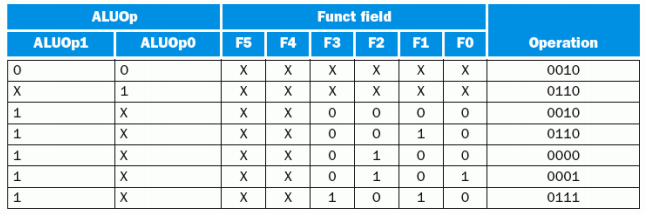 ALUOp Funct field
ALUOp1 ALUOp0 F5 F4 F3 F2 F1 F0 Operation
0 0 X X X X X X 0010
X 1 X X X X X X 0110
1 X X X 0 0 0 0 0010
1 X X X 0 0 1 0 0110
1 X X X 0 1 0 0 0000
1 X X X 0 1 0 1 0001
1 X X X 1 0 1 0 0111